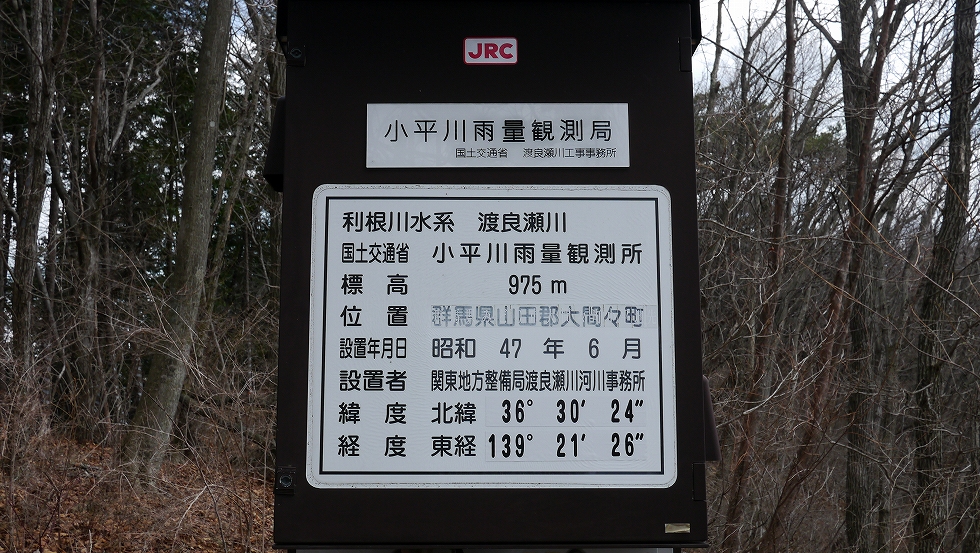 JRC
小平川雨量観測局
国土交通省 渡良瀬川工事事務所
利根川水系 渡良瀬川
国土交通省 小平川雨量観測所
標高 975 m
位置 群馬県山田郡大間々町
設置年月日 昭和 47 年 6 月
設置者 関東地方整備局渡良瀬川河川事務所
緯度 北緯 36° 30′ 24″
経度 東経 139° 21′ 26″